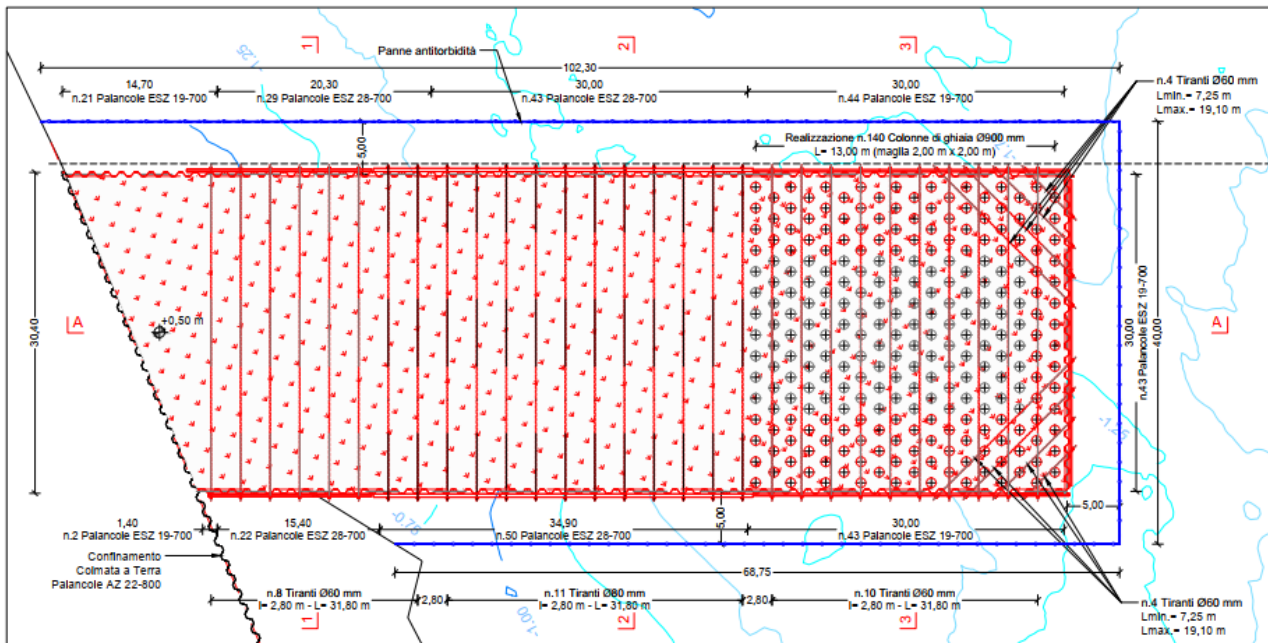 1
2
3
-1.25
Panne antitorbidità
102,30
14,70
20,30
30,00
30,00
n.21 Palancole ESZ 19-700
n.29 Palancole ESZ 28-700
n.43 Palancole ESZ 28-700
n.44 Palancole ESZ 19-700
n.4 Tiranti Ø60 mm
Lmin.= 7,25 m
Lmax.= 19,10 m
5,00
Realizzazione n.140 Colonne di ghiaia Ø900 mm
L= 13,00 m (maglia 2,00 m x 2,00 m)
30,40
A
+0,50 m
n.43 Palancole ESZ 19-700
30,00
40,00
A
-1.25
5,00
-0.75
5,00
1,40
15,40
34,90
30,00
n.2 Palancole ESZ 19-700
n.22 Palancole ESZ 28-700
n.50 Palancole ESZ 28-700
n.43 Palancole ESZ 19-700
Confinamento
Colmata a Terra
Palancole AZ 22-800
68,75
n.8 Tiranti Ø60 mm
i= 2,80 m - L= 31,80 m
2,80
n.11 Tiranti Ø60 mm
i= 2,80 m - L= 31,80 m
2,80
n.10 Tiranti Ø60 mm
i= 2,80 m - L= 31,80 m
n.4 Tiranti Ø60 mm
Lmin.= 7,25 m
Lmax.= 19,10 m
1
-1.00
2
3